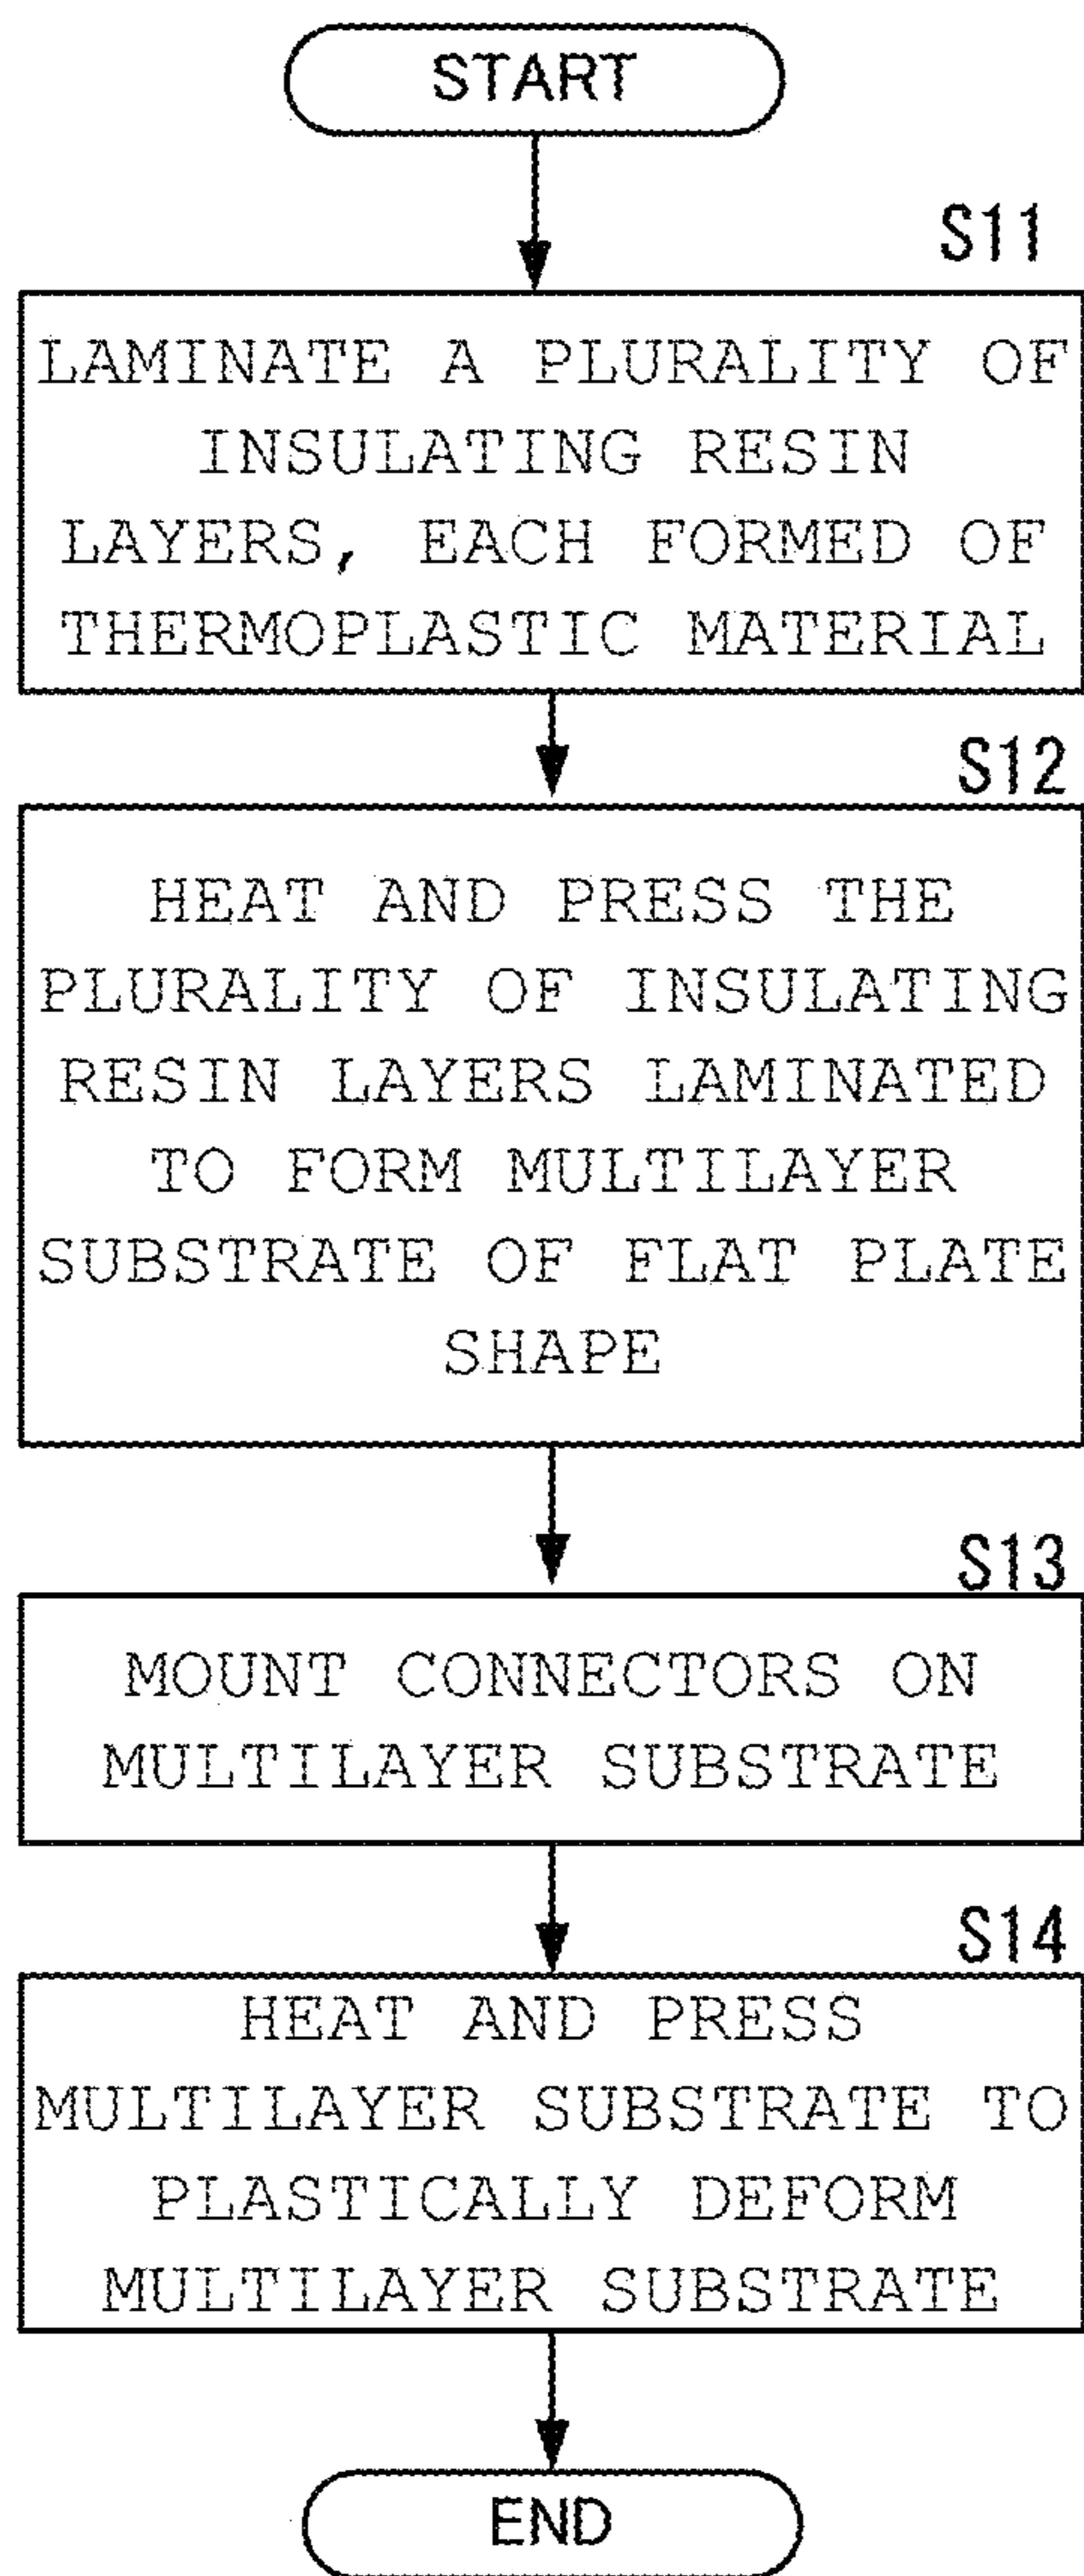 START
S11
LAMINATE A PLURALITY OF
INSULATING RESIN
LAYERS, EACH FORMED OF
THERMOPLASTIC MATERIAL
S12
HEAT AND PRESS THE
PLURALITY OF INSULATING
RESIN LAYERS LAMINATED
TO FORM MULTILAYER
SUBSTRATE OF FLAT PLATE
SHAPE
S13
MOUNT CONNECTORS ON
MULTILAYER SUBSTRATE
S14
HEAT AND PRESS
MULTILAYER SUBSTRATE TO
PLASTICALLY DEFORM
MULTILAYER SUBSTRATE
END